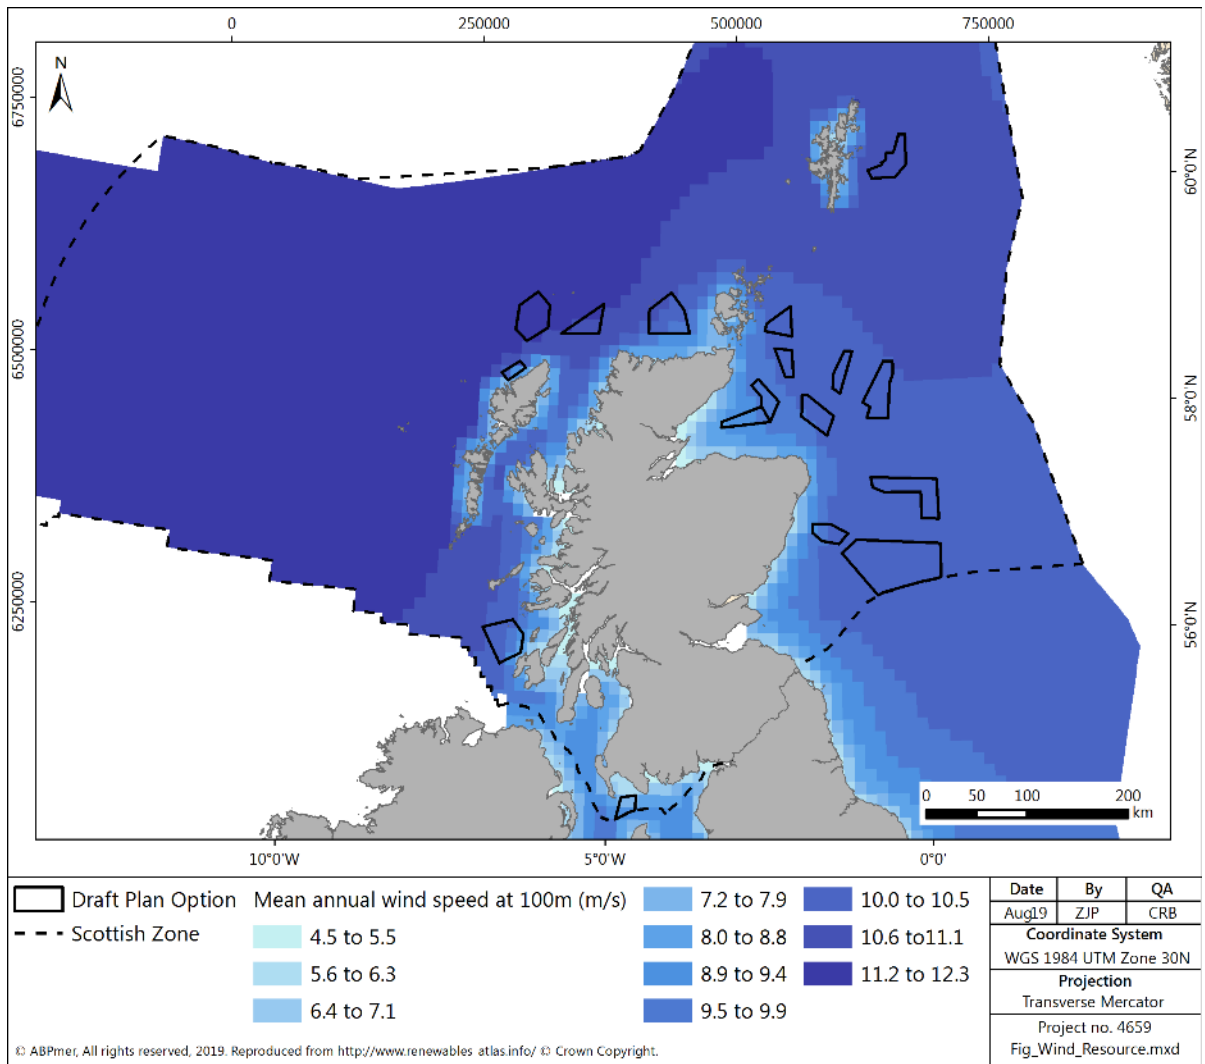 0 250000 500000 750000
N
6750000
6500000
6250000
60°0'N
58°0'N
56°0'N
0 50 100 200
km
10°0'W 5°0'W 0°0'
Draft Plan Option
Scottish Zone
Mean annual wind speed at 100m (m/s)
4.5 to 5.5
5.6 to 6.3
6.4 to 7.1
7.2 to 7.9
8.0 to 8.8
8.9 to 9.4
9.5 to 9.9
10.0 to 10.5
10.6 to11.1
11.2 to 12.3
Date By QA
Aug19 ZJP CRB
Coordinate System
WGS 1984 UTM Zone 30N
Projection
Transverse Mercator
Project no. 4659
Fig_Wind_Resource.mxd
© ABPmer, All rights reserved, 2019. Reproduced from http://www.renewables atlas.info/ © Crown Copyright.